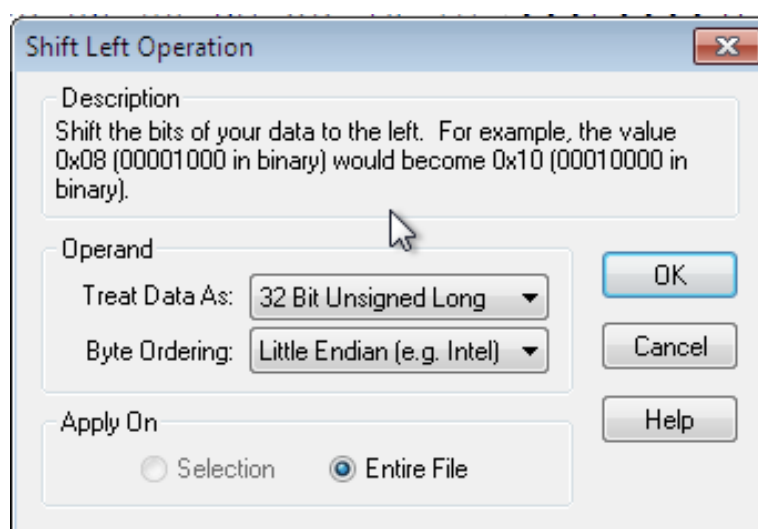 Shift Left Operation
Description
Shift the bits of your data to the left.  For example, the value
0x08 (00001000 in binary) would become 0x10 (00010000 in
binary).
Operand
Treat Data As: 32 Bit Unsigned Long
OK
Byte Ordering: Little Endian (e.g. Intel)
Cancel
Apply On
Help
Selection Entire File